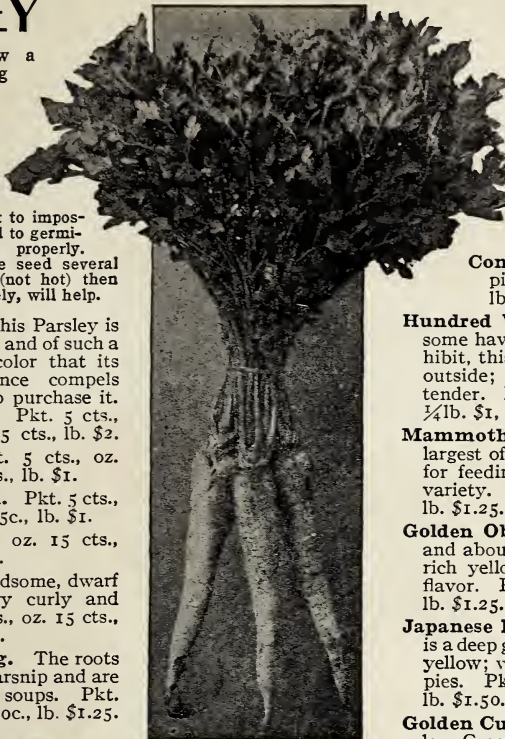 EY
w a
g
t to impos-
l to germi-
properly.
e seed several
(not hot) then
ly, will help.
his Parsley is
and of such a
color that its
nce compels
o purchase it.
Pkt. 5 cts.,
5 cts., lb. $2.
t. 5 cts., oz.
s., lb. $1.
. Pkt. 5 cts.,
5c., lb. $1.
oz. 15 cts.,
.
dsome, dwarf
y curly and
s., oz. 15 cts.,
.
g. The roots
arsnip and are
soups. Pkt.
oc., lb. $1.25.
Con
pi
lb
Hundred
some hav
hibit, this
outside;
tender.
¼lb. $1,
Mammoth
largest of
for feedin
variety.
lb. $1.25.
Golden Ob
and abou
rich yello
flavor. P
lb. $1.25.
Japanese
is a deep g
yellow; v
pies. Pk
lb. $1.50.
Golden Cu